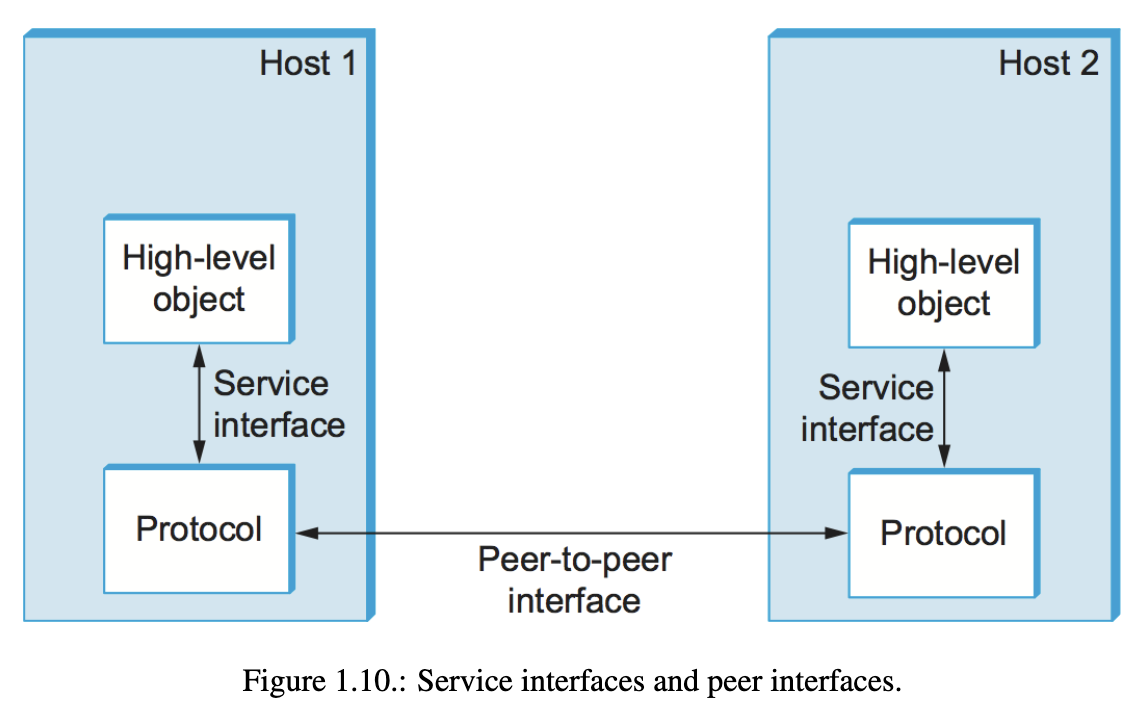 Host 1
High-level
object
Service
interface
Protocol
Host 2
High-level
object
Service
interface
Protocol
Peer-to-peer
interface
Figure 1.10.: Service interfaces and peer interfaces.